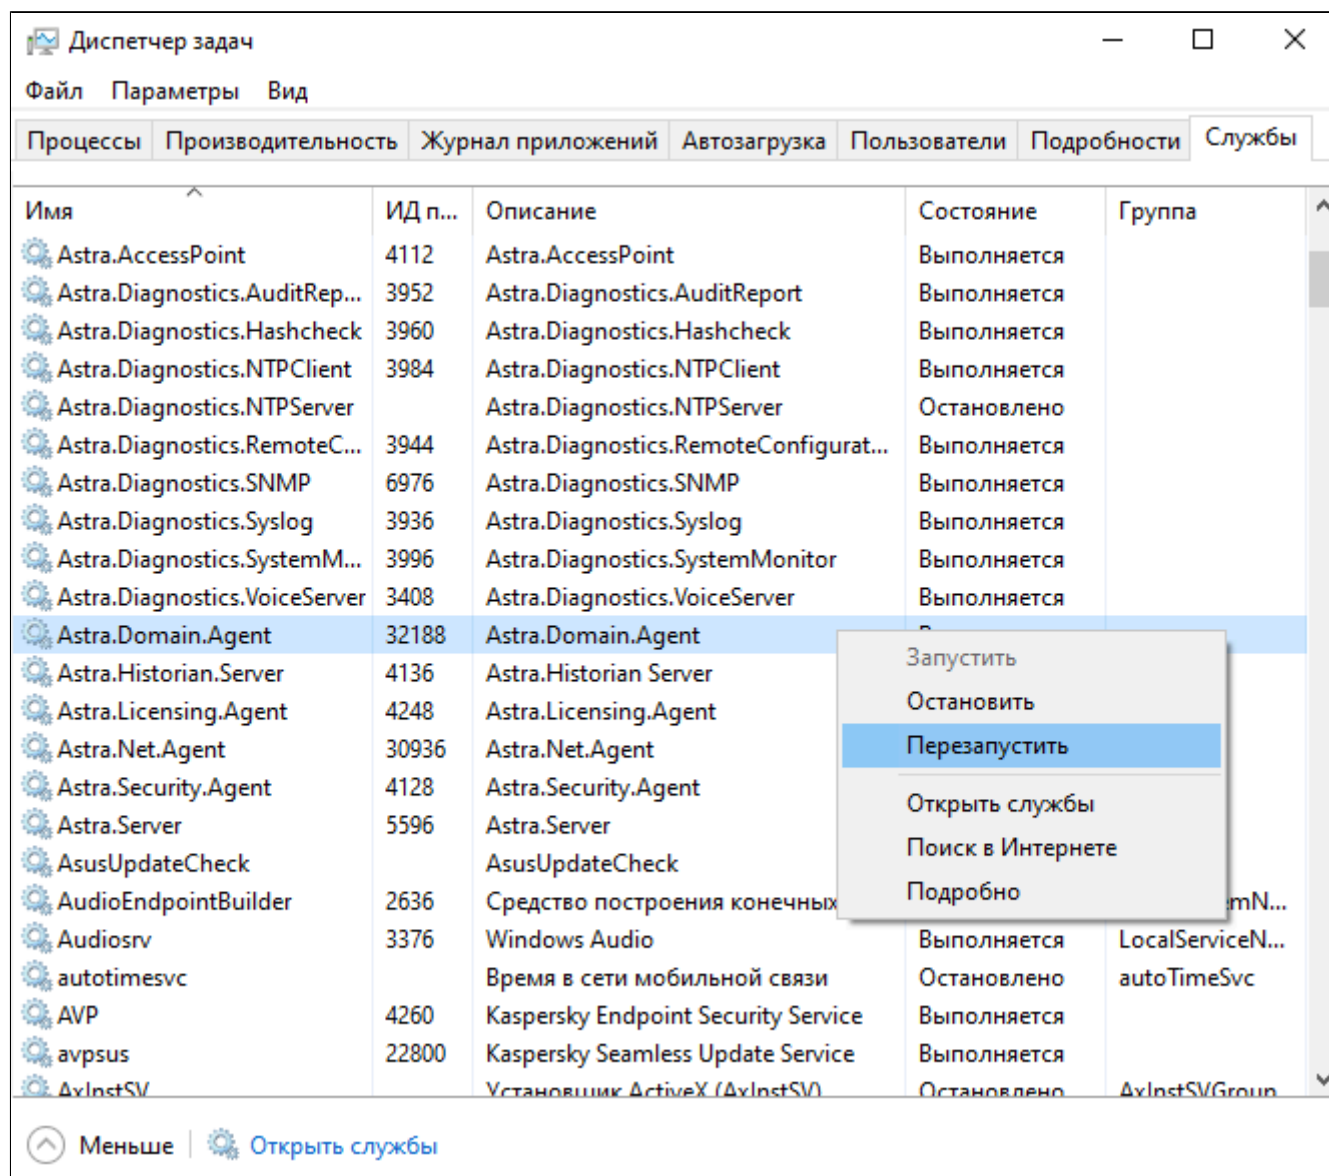 Диспетчер задач
Файл Параметры Вид
Процессы Производительность Журнал приложений Автозагрузка Пользователи Подробности Службы
Имя ИД п... Описание Состояние Группа
Astra.AccessPoint 4112 Astra.AccessPoint Выполняется
Astra.Diagnostics.AuditRep... 3952 Astra.Diagnostics.AuditReport Выполняется
Astra.Diagnostics.Hashcheck 3960 Astra.Diagnostics.Hashcheck Выполняется
Astra.Diagnostics.NTPClient 3984 Astra.Diagnostics.NTPClient Выполняется
Astra.Diagnostics.NTPServer Astra.Diagnostics.NTPServer Остановлено
Astra.Diagnostics.RemoteC... 3944 Astra.Diagnostics.RemoteConfigurat... Выполняется
Astra.Diagnostics.SNMP 6976 Astra.Diagnostics.SNMP Выполняется
Astra.Diagnostics.Syslog 3936 Astra.Diagnostics.Syslog Выполняется
Astra.Diagnostics.SystemM... 3996 Astra.Diagnostics.SystemMonitor Выполняется
Astra.Diagnostics.VoiceServer 3408 Astra.Diagnostics.VoiceServer Выполняется
Astra.Domain.Agent 32188 Astra.Domain.Agent
Запустить
Astra.Historian.Server 4136 Astra.Historian Server
Остановить
Astra.Licensing.Agent 4248 Astra.Licensing.Agent
Astra.Net.Agent 30936 Astra.Net.Agent Перезапустить
Astra.Security.Agent 4128 Astra.Security.Agent
Открыть службы
Astra.Server 5596 Astra.Server
Поиск в Интернете
AsusUpdateCheck AsusUpdateCheck
Подробно
AudioEndpointBuilder 2636 Средство построения конечных emN...
Audiosrv 3376 Windows Audio Выполняется LocalServiceN...
autotimesvc Время в сети мобильной связи Остановлено autoTimeSvc
AVP 4260 Kaspersky Endpoint Security Service Выполняется
avpsus 22800 Kaspersky Seamless Update Service Выполняется
AxInstSV Установщик ActiveX (AxInstSV) Остановлено AxInstSVGroup
Меньше Открыть службы